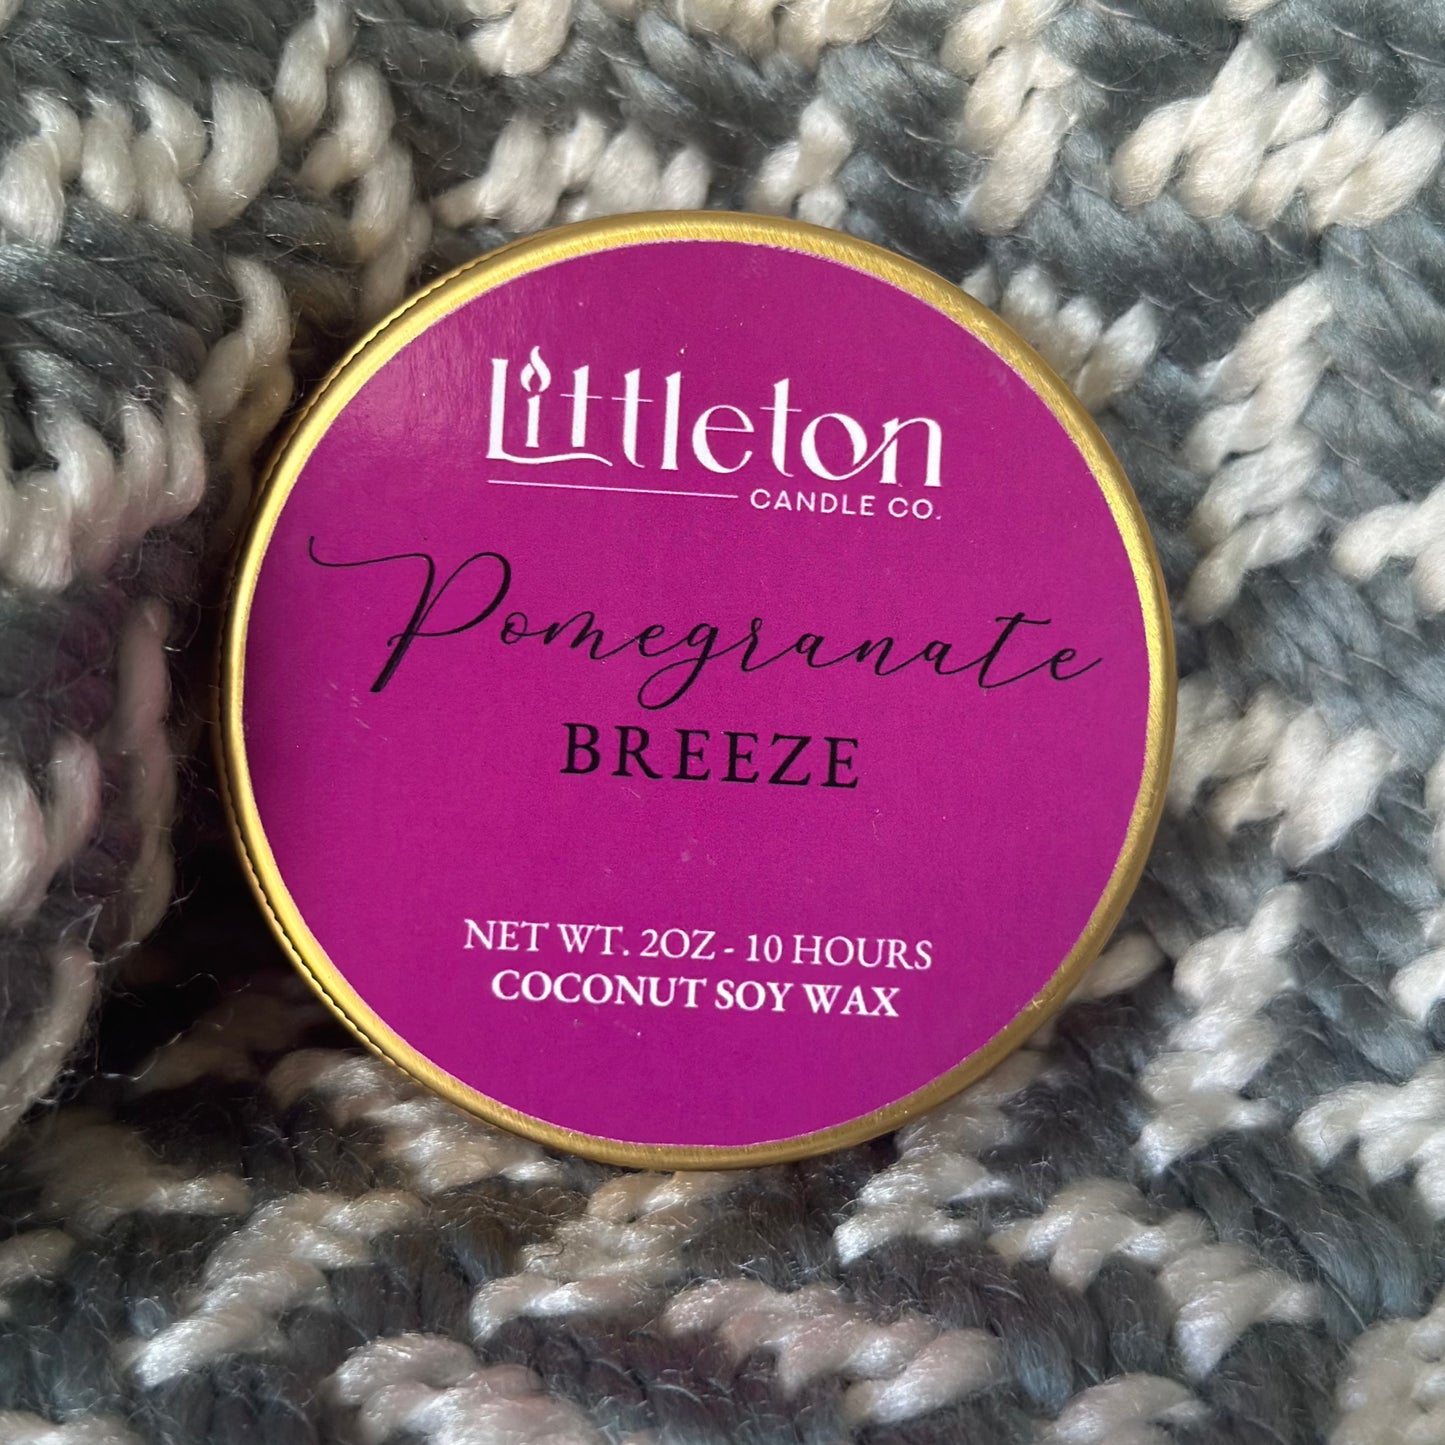 Littleton
CANDLE CO.
Pomegranate
BREEZE
NET WT. 2OZ - 10 HOURS
COCONUT SOY WAX